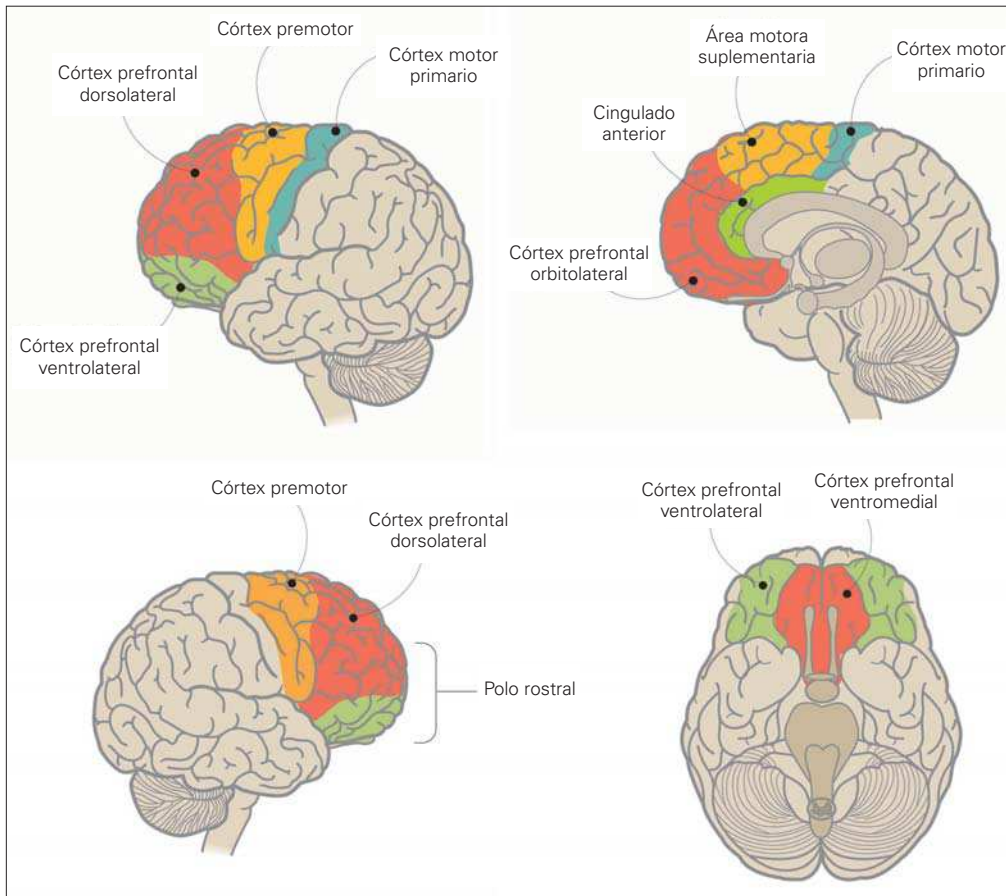 Córtex premotor
Córtex prefrontal
dorsolateral
Córtex motor
primario
Córtex prefrontal
ventrolateral
Área motora
suplementaria
Córtex motor
primario
Cingulado
anterior
Córtex prefrontal
orbitolateral
Córtex premotor
Córtex prefrontal
dorsolateral
Polo rostral
Córtex prefrontal
ventrolateral
Córtex prefrontal
ventromedial